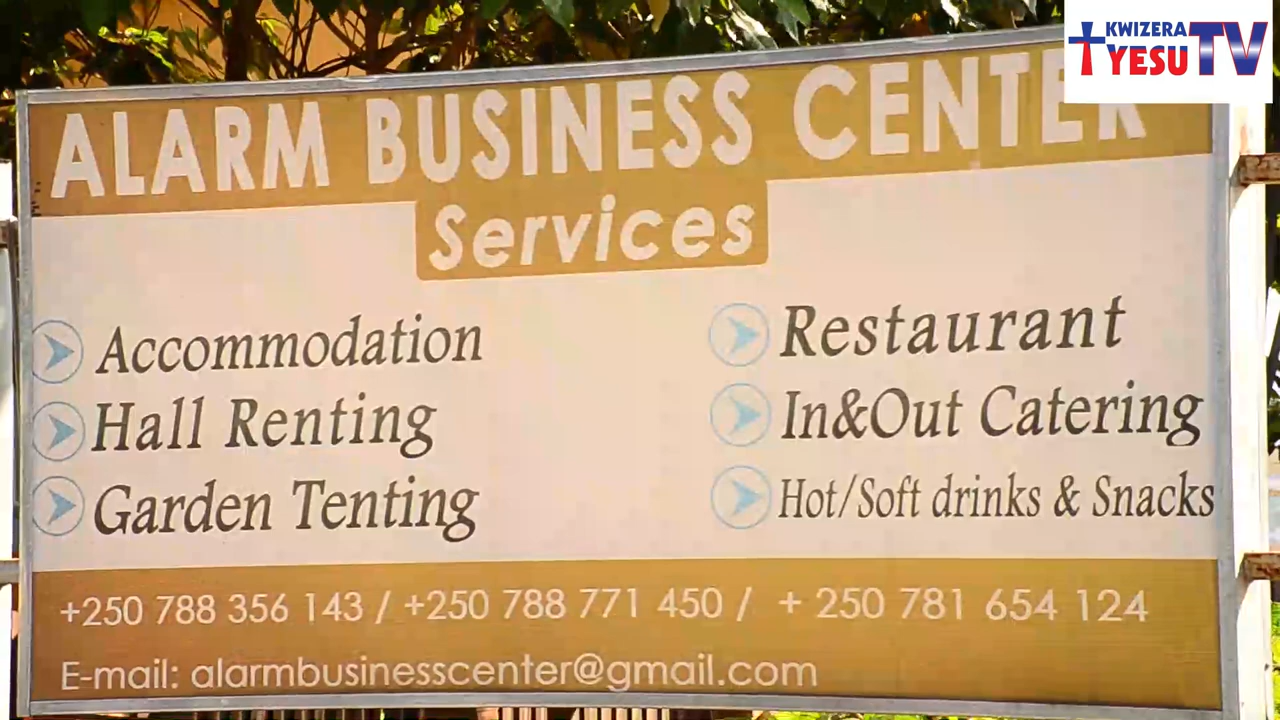 KWIZERA
YESU TV
ALARM BUSINESS CENTER
Services
Accommodation
Hall Renting
Garden Tenting
Restaurant
In&Out Catering
Hot/Soft drinks & Snacks
+250 788 356 143 / +250 788 771 450 / + 250 781 654 124
E-mail: alarmbusinesscenter@gmail.com